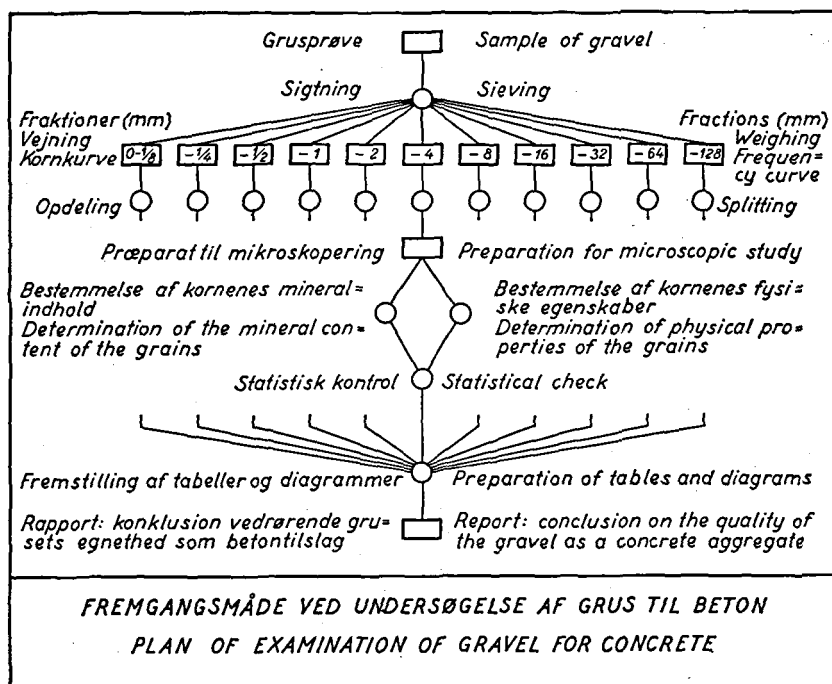 Grusprøve Sample of gravel
Sigtning Sieving
Fraktioner (mm)
Vejning
Kornkurve
Fractions (mm)
Weighing
Frequen=
cy curve
0-1/8 -1/4 -1/2 -1 -2 -4 -8 -16 -32 -64 -128
Opdeling Splitting
Præparat til mikroskopering Preparation for microscopic study
Bestemmelse af kornenes mineral=
indhold
Determination of the mineral con=
tent of the grains
Bestemmelse af kornenes fysi=
ske egenskaber
Determination of physical pro=
perties of the grains
Statistisk kontrol Statistical check
Fremstilling af tabeller og diagrammer Preparation of tables and diagrams
Rapport: konklusion vedrørende gru=
sets egnethed som betontilslag
Report: conclusion on the quality of
the gravel as a concrete aggregate
FREMGANGSMÅDE VED UNDERSØGELSE AF GRUS TIL BETON
PLAN OF EXAMINATION OF GRAVEL FOR CONCRETE